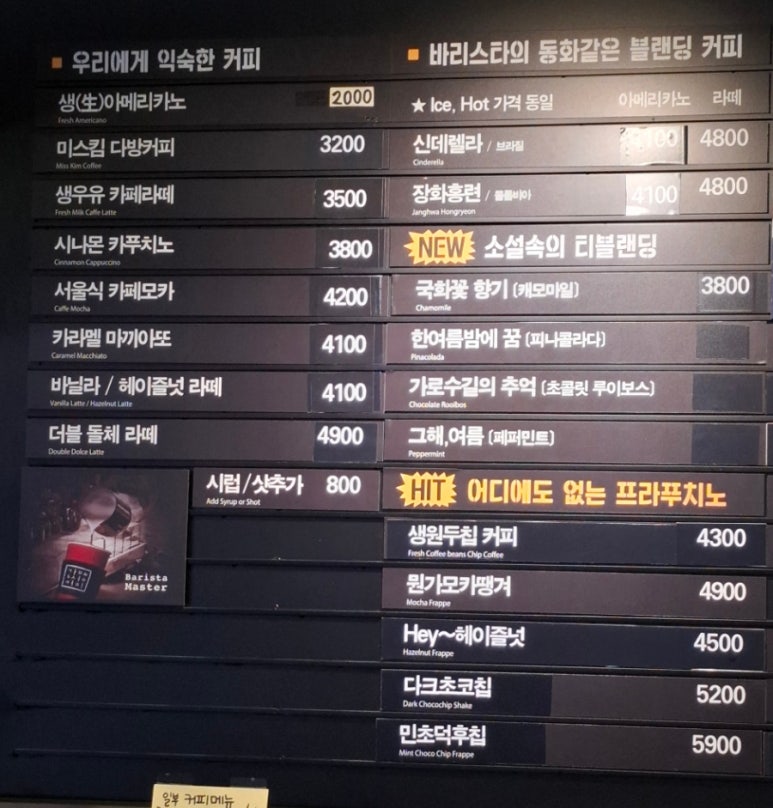 우리에게 익숙한 커피
생(生)아메리카노 2000
Fresh Americano
미스킴 다방커피 3200
Miss Kim Coffee
생우유 카페라떼 3500
Fresh Milk Caffe Latte
시나몬 카푸치노 3800
Cinnamon Cappuccino
서울식 카페모카 4200
Caffe Mocha
카라멜 마끼아또 4100
Caramel Macchiato
바닐라 / 헤이즐넛 라떼 4100
Vanilla Latte / Hazelnut Latte
더블 돌체 라떼 4900
Double Dolce Latte
시럽/샷추가 800
Add Syrup or Shot
Barista
Master
바리스타의 동화같은 블랜딩 커피
★ Ice, Hot 가격 동일 아메리카노 라떼
신데렐라 / 브라질 4100 4800
Cinderella
장화홍련 / 콜롬비아 4100 4800
Janghwa Hongryeon
NEW 소설속의 티블랜딩
국화꽃 향기 (캐모마일) 3800
Chamomile
한여름밤에 꿈 (피나콜라다)
Pinacolada
가로수길의 추억 (초콜릿 루이보스)
Chocolate Rooibos
그해,여름 (페퍼민트)
Peppermint
HIT 어디에도 없는 프라푸치노
생원두칩 커피 4300
Fresh Coffee beans Chip Coffee
뭔가모카땡겨 4900
Mocha Frappe
Hey~헤이즐넛 4500
Hazelnut Frappe
다크초코칩 5200
Dark Chocochip Shake
민초덕후칩 5900
Mint Choco Chip Frappe
일부 커피메뉴